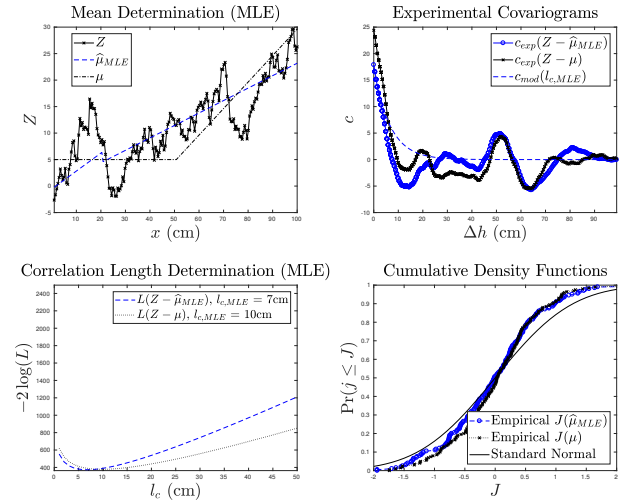 Mean Determination (MLE)
Z
μ̂_MLE
μ
Z
30
25
20
15
10
5
0
-5
0 10 20 30 40 50 60 70 80 90 100
x (cm)
Experimental Covariograms
c_exp(Z − μ̂_MLE)
c_exp(Z − μ)
c_mod(l_c,MLE)
c
25
20
15
10
5
0
-5
-10
0 10 20 30 40 50 60 70 80 90
Δh (cm)
Correlation Length Determination (MLE)
L(Z − μ̂_MLE), l_c,MLE = 7cm
L(Z − μ), l_c,MLE = 10cm
−2 log(L)
2400
2200
2000
1800
1600
1400
1200
1000
800
600
400
0 5 10 15 20 25 30 35 40 45 50
l_c (cm)
Cumulative Density Functions
Pr(j ≤ J)
1
0.9
0.8
0.7
0.6
0.5
0.4
0.3
0.2
0.1
0
Empirical J(μ̂_MLE)
Empirical J(μ)
Standard Normal
-2 -1.5 -1 -0.5 0 0.5 1 1.5 2
J